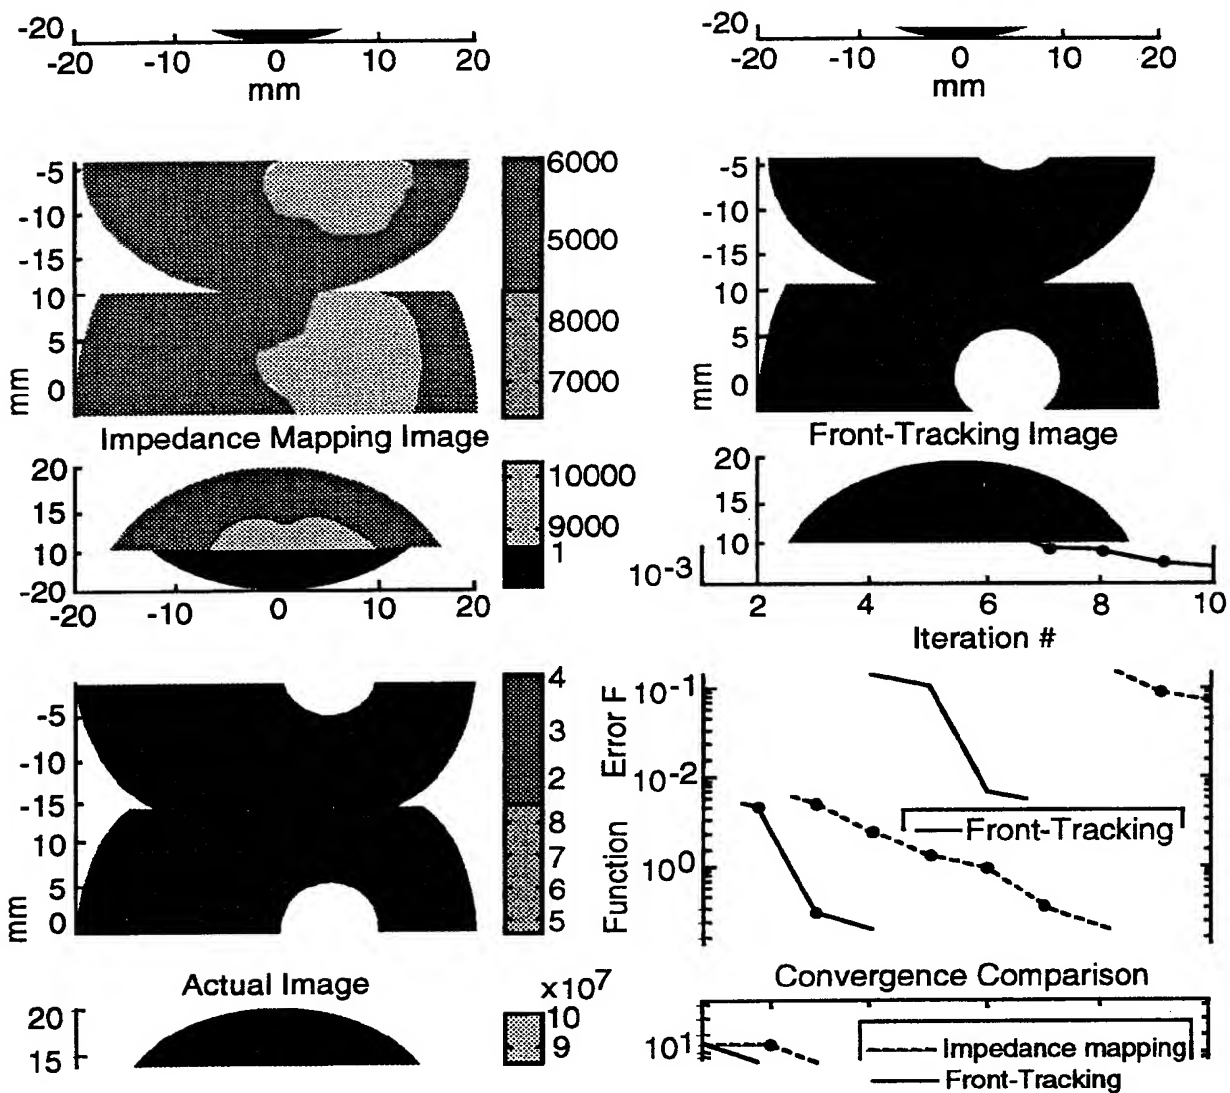 -20
-20 -10 0 10 20
mm
-20
-20 -10 0 10 20
mm
-5
-10
-15
-20
10
5
0
mm
6000
5000
8000
7000
-5
-10
-15
-20
10
5
0
mm
Impedance Mapping Image
Front-Tracking Image
20
15
10
-20
-20 -10 0 10 20
10000
9000
1
20
15
10
10-3
2 4 6 8 10
Iteration #
-5
-10
-15
10
5
0
mm
4
3
2
8
7
6
5
Function Error F
10-1
10-2
100
Front-Tracking
Actual Image
Convergence Comparison
20
15
x107
10
9
101
Impedance mapping
Front-Tracking